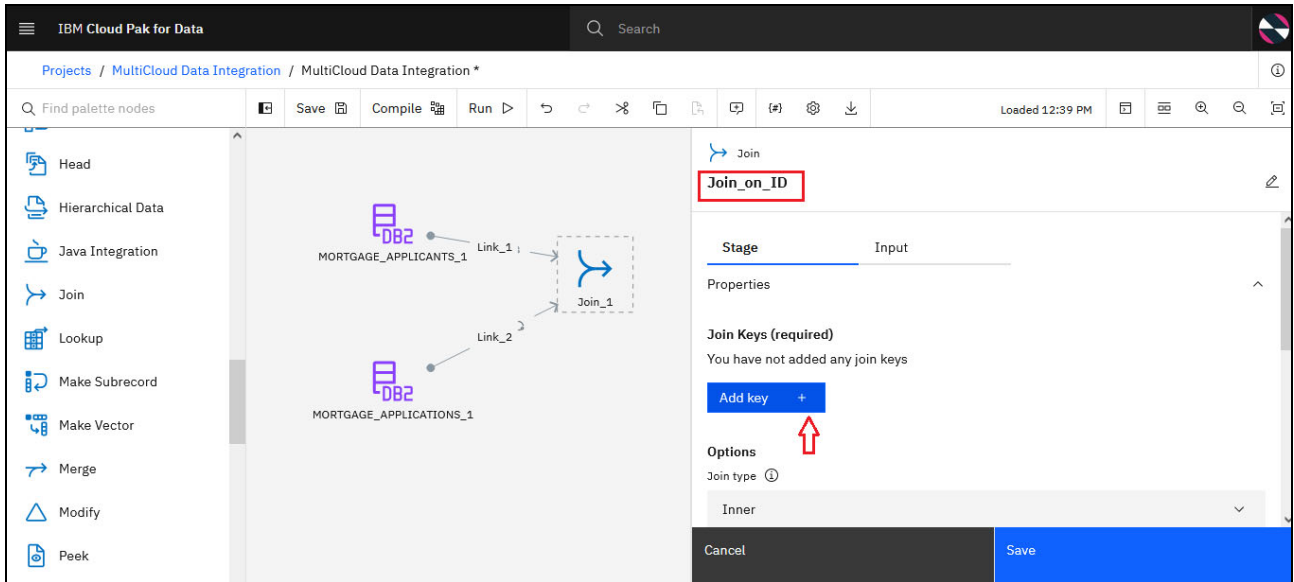 IBM Cloud Pak for Data
Search
Projects / MultiCloud Data Integration / MultiCloud Data Integration *
Find palette nodes
Save
Compile
Run
{#}
Loaded 12:39 PM
Head
Hierarchical Data
Java Integration
Join
Lookup
Make Subrecord
Make Vector
Merge
Modify
Peek
DB2
MORTGAGE_APPLICANTS_1
Link_1
Join_1
Link_2
DB2
MORTGAGE_APPLICATIONS_1
Join
Join_on_ID
Stage Input
Properties
Join Keys (required)
You have not added any join keys
Add key +
Options
Join type
Inner
Cancel Save